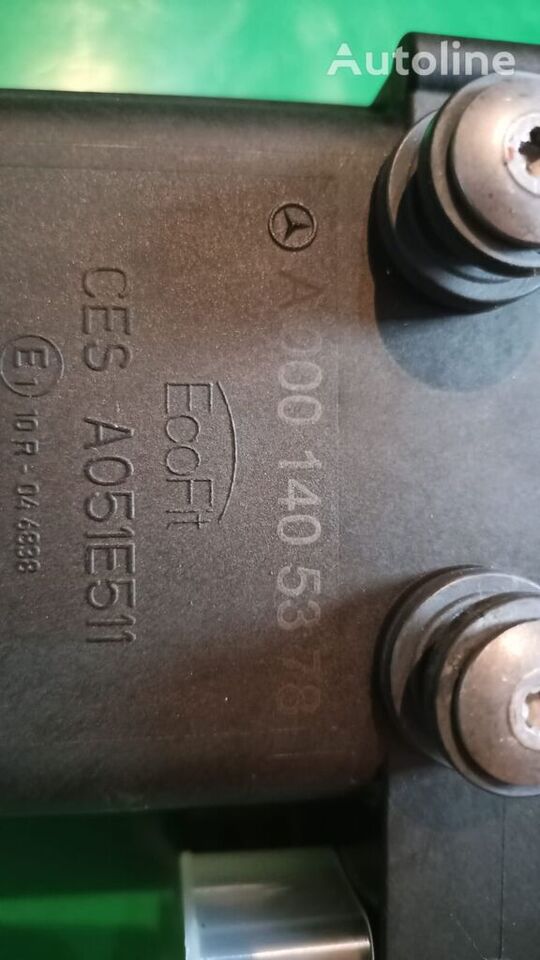 Autoline
A 000 140 53 78
EcoFit
CES - A051E511
E1 10 R - 04 6838